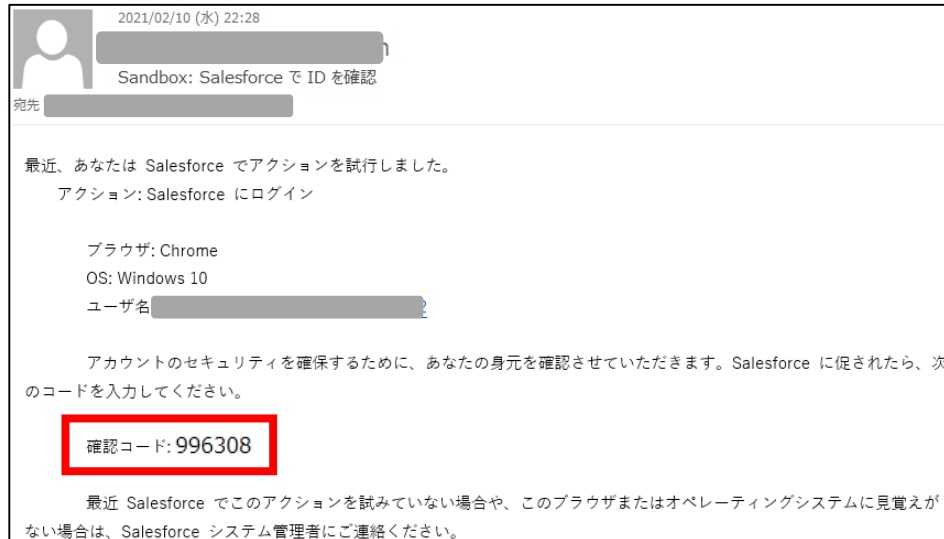 2021/02/10 (水) 22:28
Sandbox: Salesforce で ID を確認
宛先
最近、あなたは Salesforce でアクションを試行しました。
アクション: Salesforce にログイン
ブラウザ: Chrome
OS: Windows 10
ユーザ名
アカウントのセキュリティを確保するために、あなたの身元を確認させていただきます。Salesforce に促されたら、次
のコードを入力してください。
確認コード: 996308
最近 Salesforce でこのアクションを試みていない場合や、このブラウザまたはオペレーティングシステムに見覚えが
ない場合は、Salesforce システム管理者にご連絡ください。